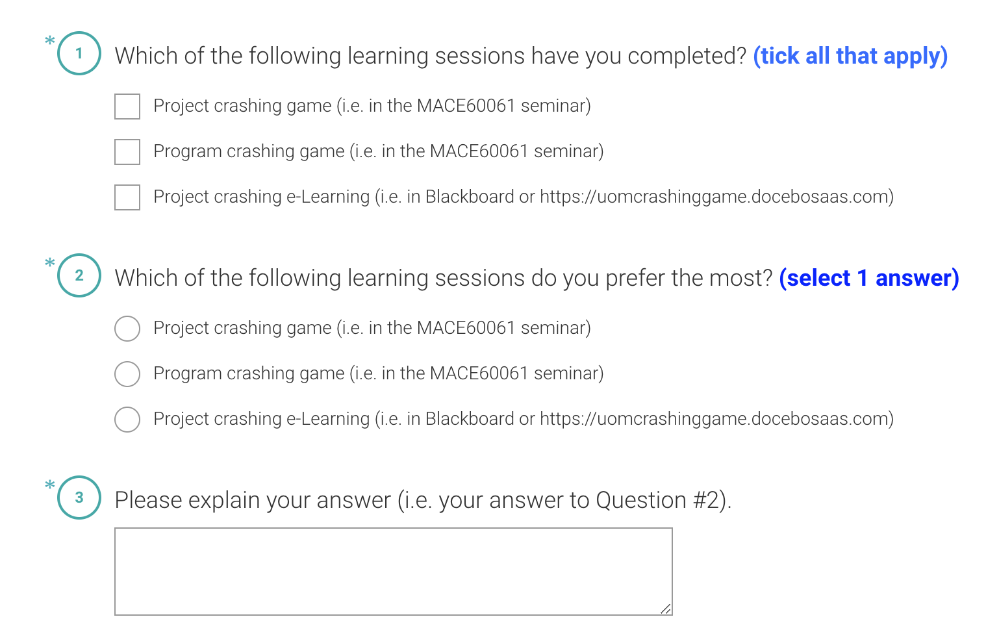 * 1 Which of the following learning sessions have you completed? (tick all that apply)
Project crashing game (i.e. in the MACE60061 seminar)
Program crashing game (i.e. in the MACE60061 seminar)
Project crashing e-Learning (i.e. in Blackboard or https://uomcrashinggame.docebosaas.com)
* 2 Which of the following learning sessions do you prefer the most? (select 1 answer)
Project crashing game (i.e. in the MACE60061 seminar)
Program crashing game (i.e. in the MACE60061 seminar)
Project crashing e-Learning (i.e. in Blackboard or https://uomcrashinggame.docebosaas.com)
* 3 Please explain your answer (i.e. your answer to Question #2).